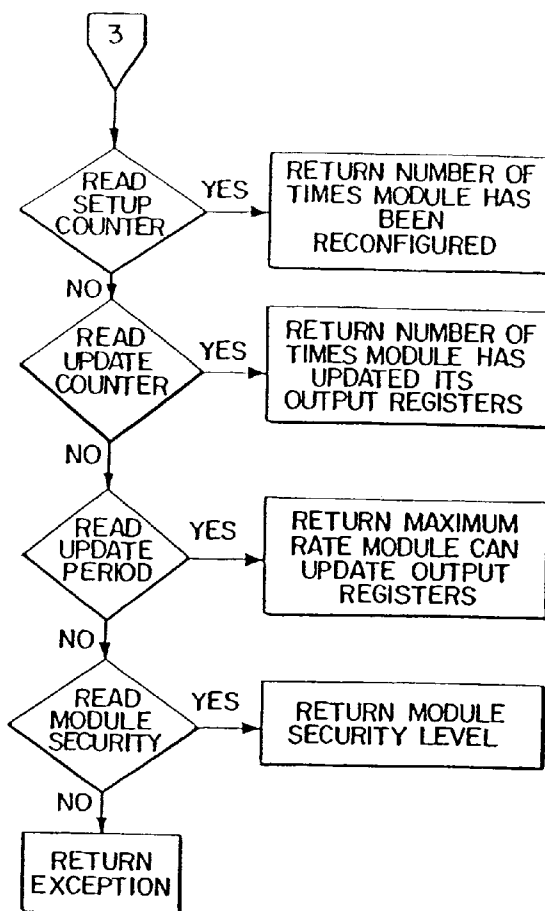 3
READ
SETUP
COUNTER
YES
RETURN NUMBER OF
TIMES MODULE HAS
BEEN
RECONFIGURED
NO
READ
UPDATE
COUNTER
YES
RETURN NUMBER OF
TIMES MODULE HAS
UPDATED ITS
OUTPUT REGISTERS
NO
READ
UPDATE
PERIOD
YES
RETURN MAXIMUM
RATE MODULE CAN
UPDATE OUTPUT
REGISTERS
NO
READ
MODULE
SECURITY
YES
RETURN MODULE
SECURITY LEVEL
NO
RETURN
EXCEPTION